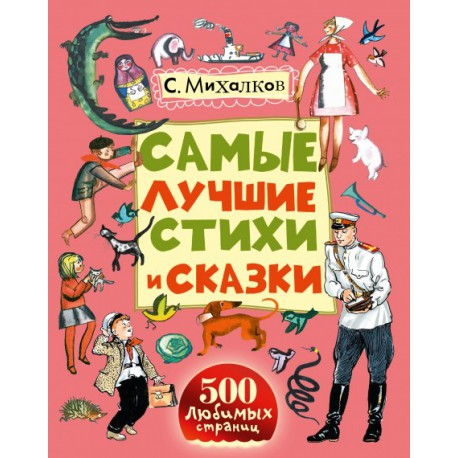 С. Михалков
Самые
лучшие
стихи
и сказки
500
любимых
страниц